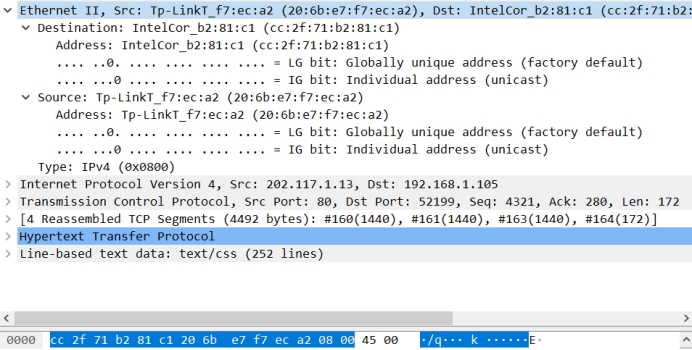 Ethernet II, Src: Tp-LinkT_f7:ec:a2 (20:6b:e7:f7:ec:a2), Dst: IntelCor_b2:81:c1 (cc:2f:71:b2:
Destination: IntelCor_b2:81:c1 (cc:2f:71:b2:81:c1)
Address: IntelCor_b2:81:c1 (cc:2f:71:b2:81:c1)
.... ..0. .... .... .... .... = LG bit: Globally unique address (factory default)
.... ...0 .... .... .... .... = IG bit: Individual address (unicast)
Source: Tp-LinkT_f7:ec:a2 (20:6b:e7:f7:ec:a2)
Address: Tp-LinkT_f7:ec:a2 (20:6b:e7:f7:ec:a2)
.... ..0. .... .... .... .... = LG bit: Globally unique address (factory default)
.... ...0 .... .... .... .... = IG bit: Individual address (unicast)
Type: IPv4 (0x0800)
Internet Protocol Version 4, Src: 202.117.1.13, Dst: 192.168.1.105
Transmission Control Protocol, Src Port: 80, Dst Port: 52199, Seq: 4321, Ack: 280, Len: 172
[4 Reassembled TCP Segments (4492 bytes): #160(1440), #161(1440), #163(1440), #164(172)]
Hypertext Transfer Protocol
Line-based text data: text/css (252 lines)
0000 cc 2f 71 b2 81 c1 20 6b e7 f7 ec a2 08 00 45 00 ·/q··· k ······E·